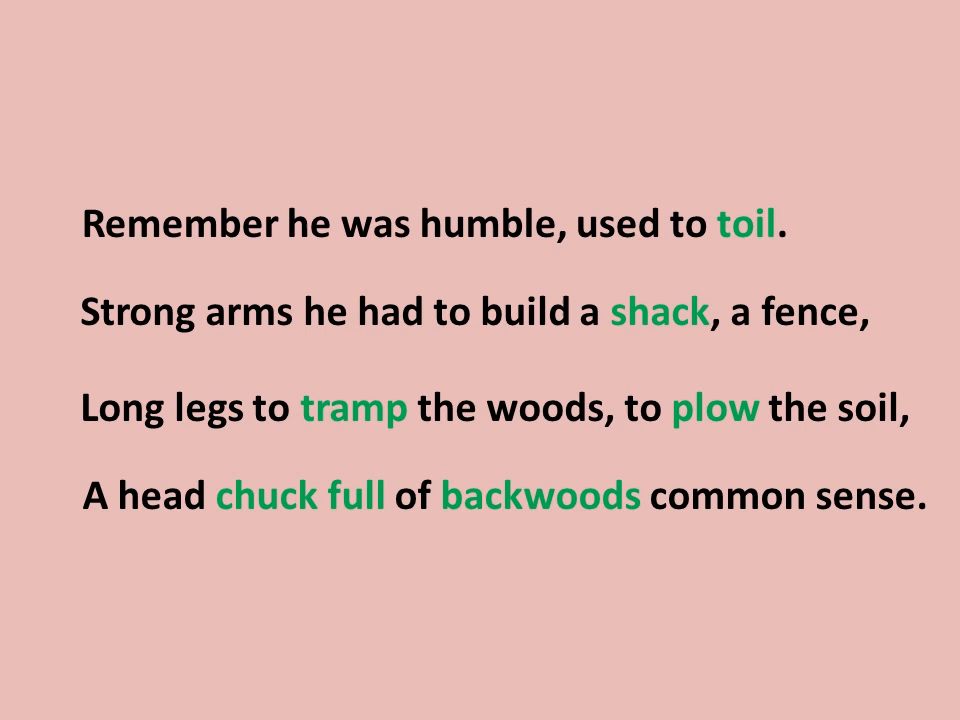 Remember he was humble, used to toil.
Strong arms he had to build a shack, a fence,
Long legs to tramp the woods, to plow the soil,
A head chuck full of backwoods common sense.